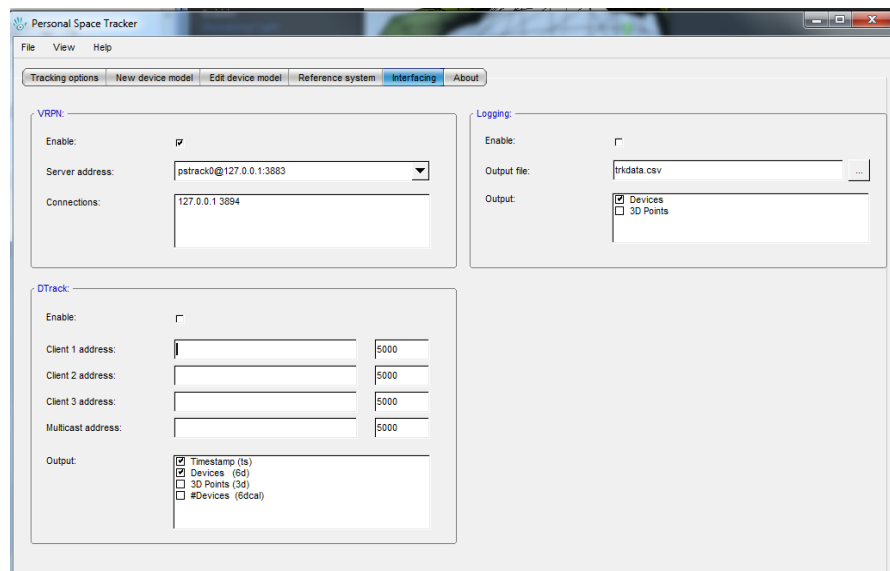 Personal Space Tracker
File View Help
Tracking options New device model Edit device model Reference system Interfacing About
VRPN:
Enable:
Server address: pstrack0@127.0.0.1:3883
Connections: 127.0.0.1 3894
Logging:
Enable:
Output file: trkdata.csv ...
Output: Devices
3D Points
DTrack:
Enable:
Client 1 address: 5000
Client 2 address: 5000
Client 3 address: 5000
Multicast address: 5000
Output: Timestamp (ts)
Devices (6d)
3D Points (3d)
#Devices (6dcal)